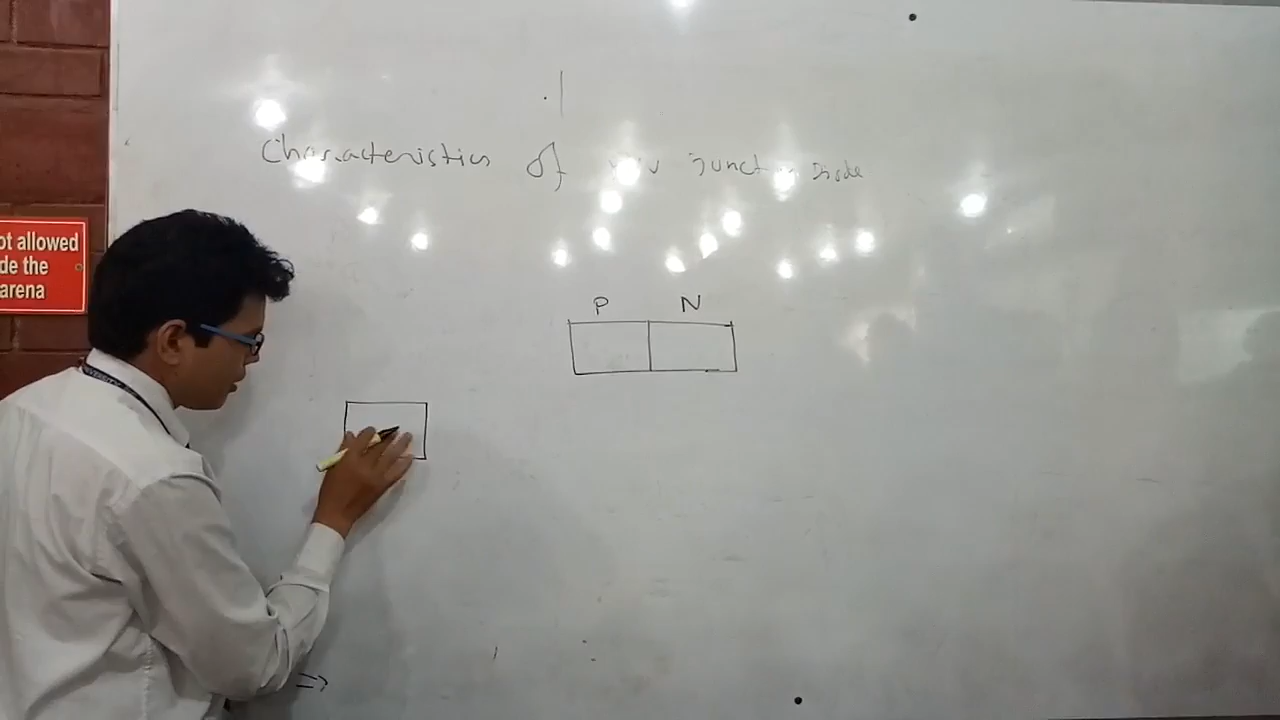 Characteristics of junction Diode
P N
ot allowed
de the
arena